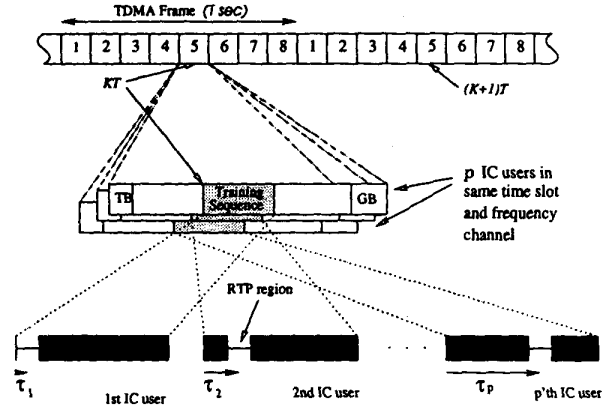 TDMA Frame (T sec)
1 2 3 4 5 6 7 8 1 2 3 4 5 6 7 8
KT
(K+1)T
TB
Training
Sequence
GB
p IC users in
same time slot
and frequency
channel
RTP region
τ1
1st IC user
τ2
2nd IC user
τp
p'th IC user